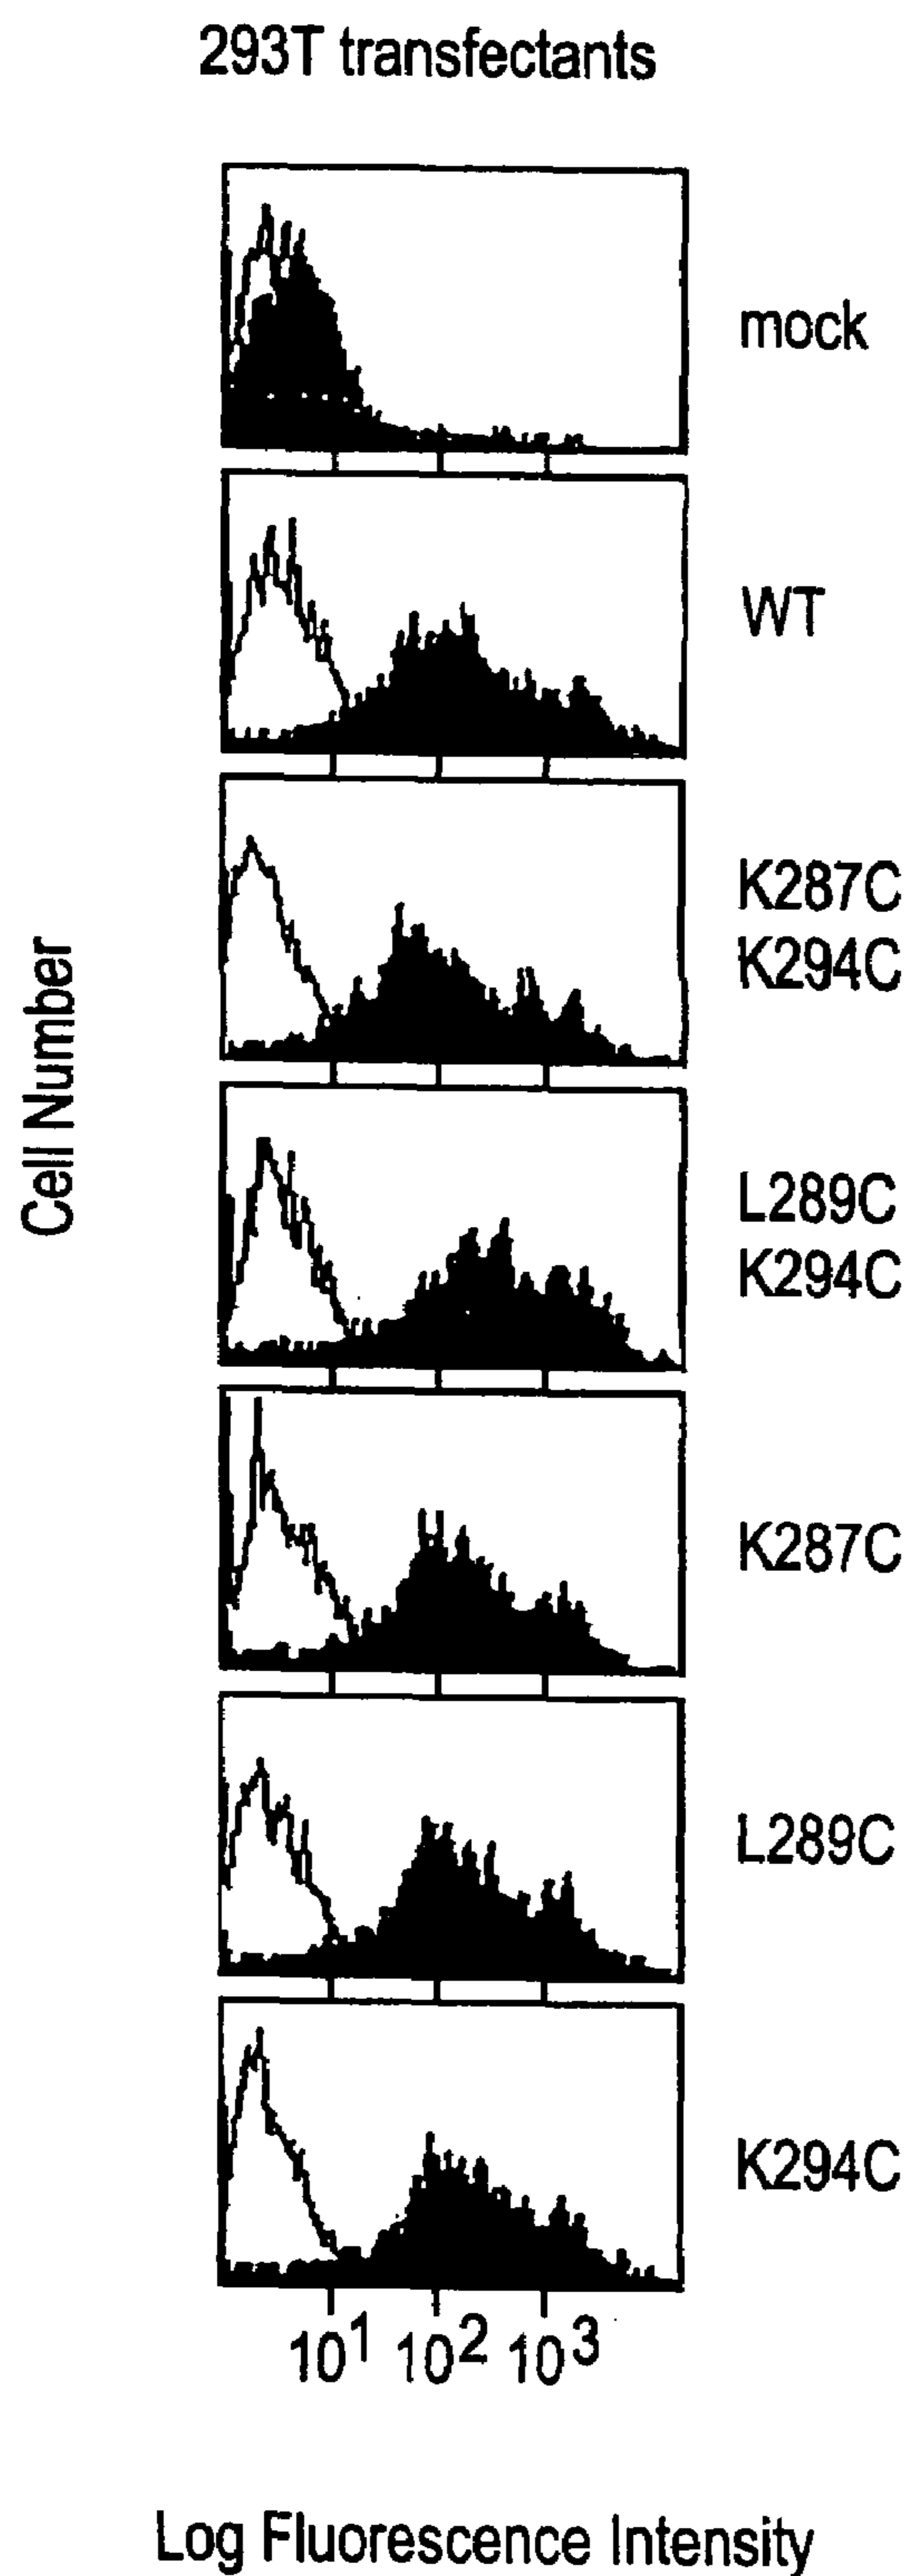 293T transfectants
mock
WT
K287C
K294C
L289C
K294C
K287C
L289C
K294C
Cell Number
10¹ 10² 10³
Log Fluorescence Intensity